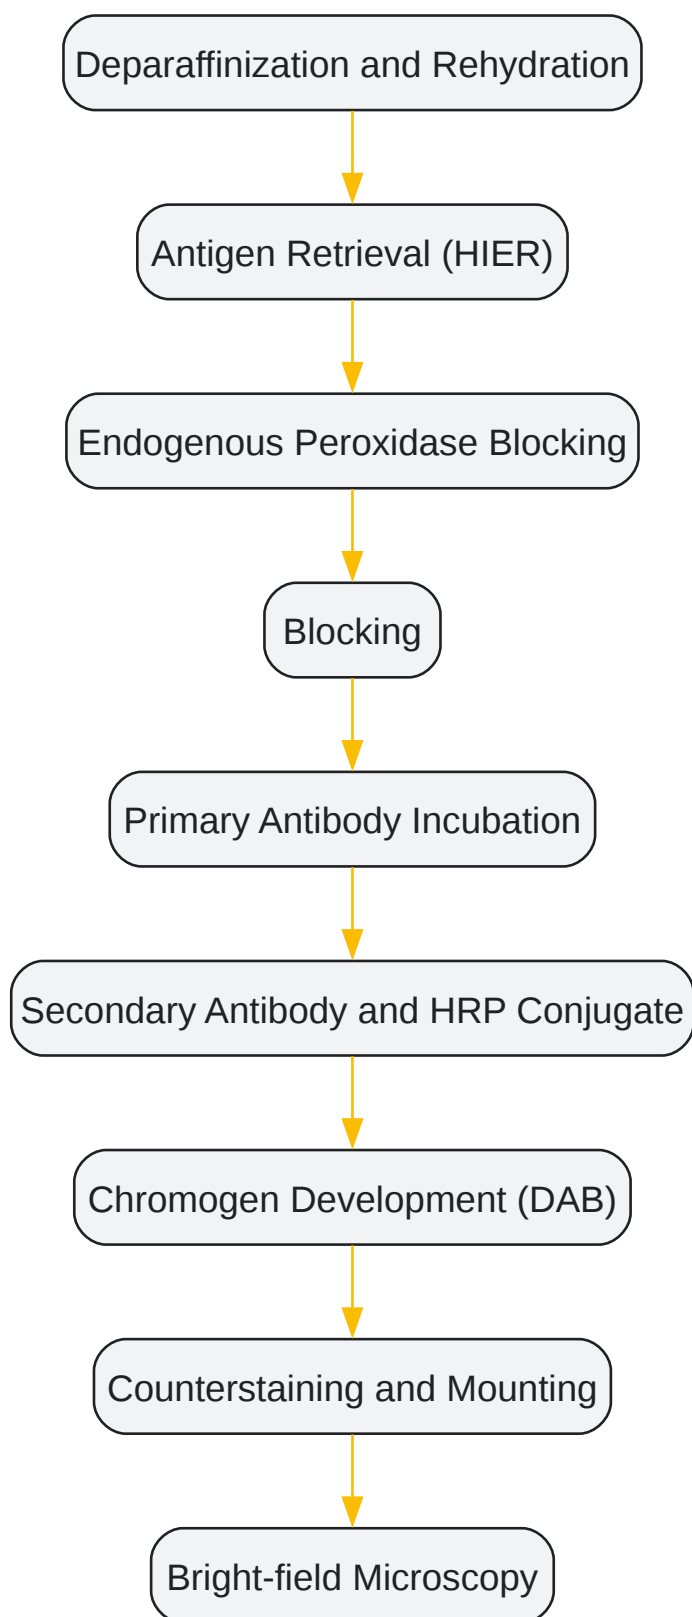 Deparaffinization and Rehydration
Antigen Retrieval (HIER)
Endogenous Peroxidase Blocking
Blocking
Primary Antibody Incubation
Secondary Antibody and HRP Conjugate
Chromogen Development (DAB)
Counterstaining and Mounting
Bright-field Microscopy